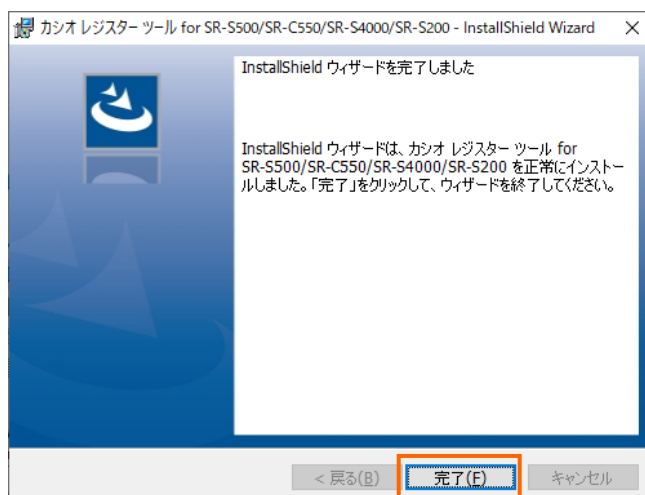 カシオ レジスター ツール for SR-S500/SR-C550/SR-S4000/SR-S200 - InstallShield Wizard
InstallShield ウィザードを完了しました
InstallShield ウィザードは、カシオ レジスター ツール for
SR-S500/SR-C550/SR-S4000/SR-S200 を正常にインストー
ルしました。「完了」をクリックして、ウィザードを終了してください。
< 戻る(B) 完了(F) キャンセル